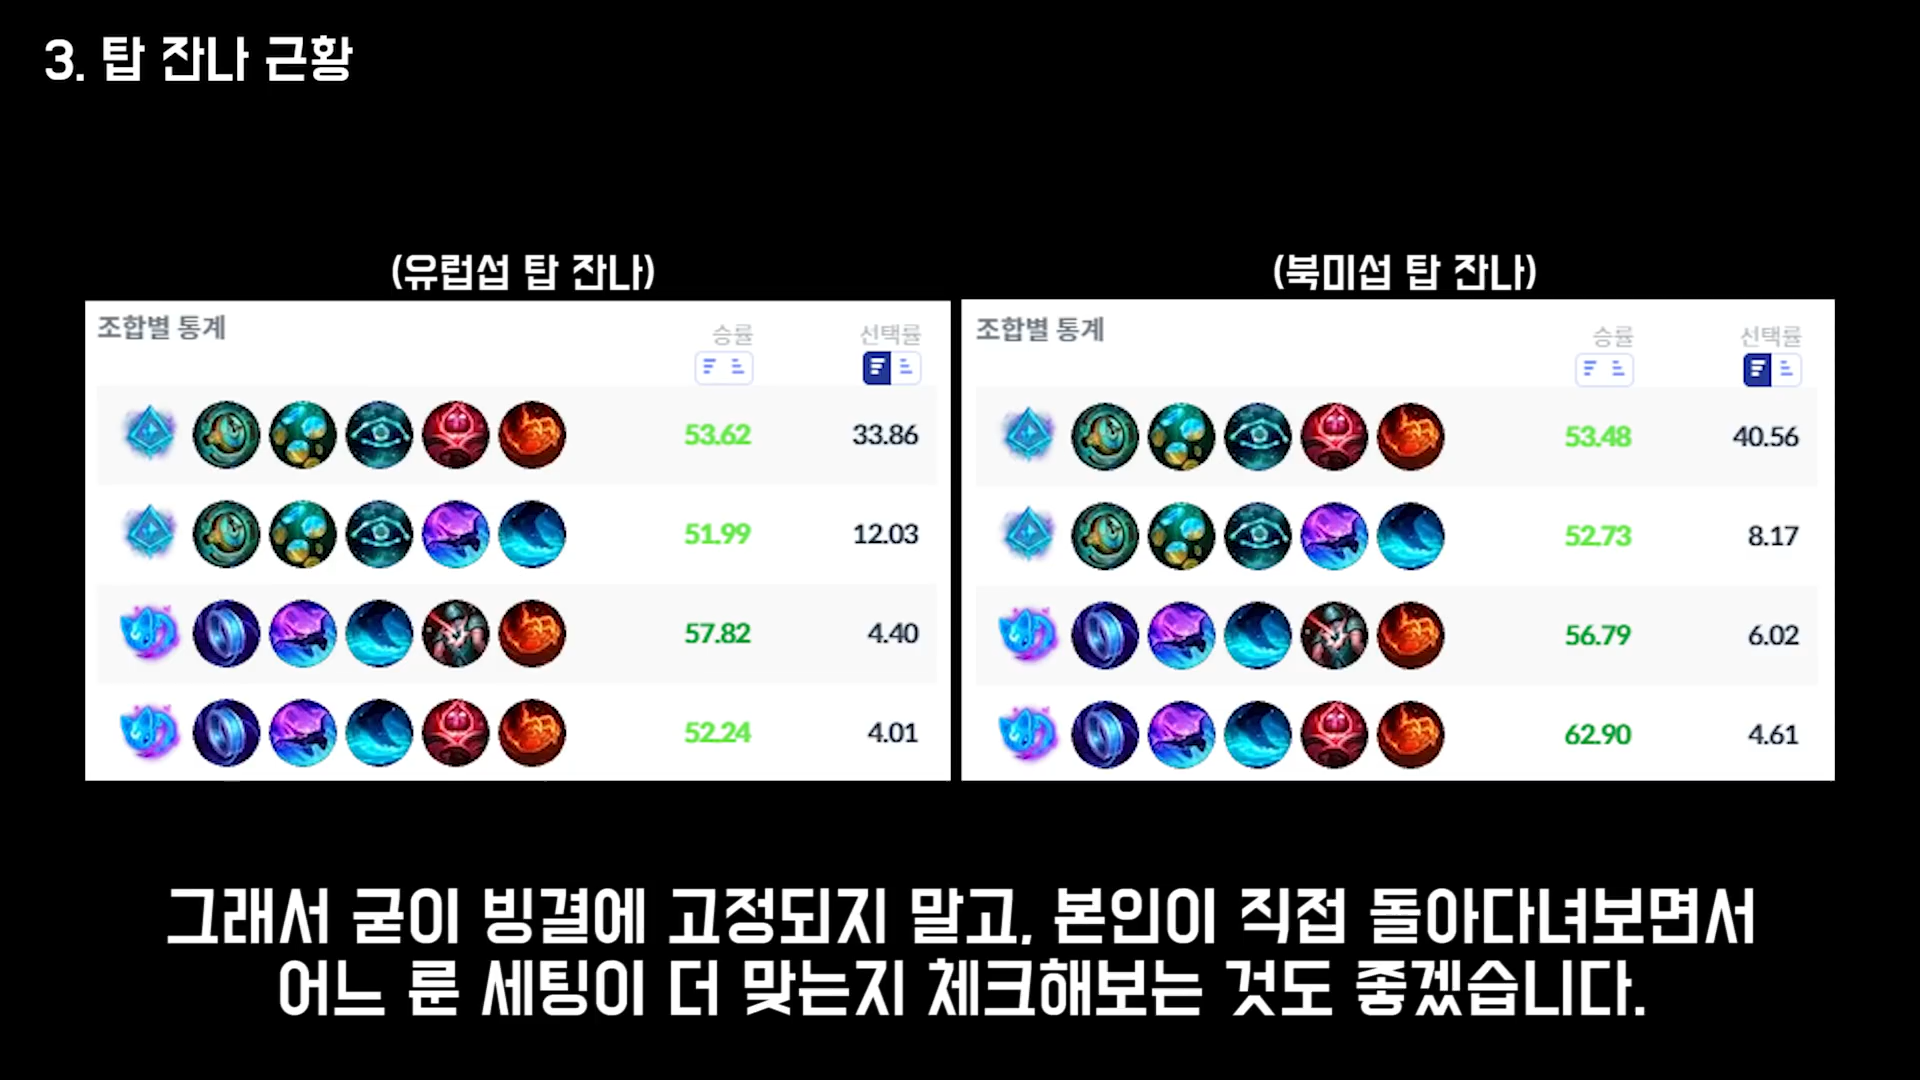 3. 탑 잔나 근황
(유럽섭 탑 잔나)
(북미섭 탑 잔나)
조합별 통계 승률 선택률
53.62 33.86
51.99 12.03
57.82 4.40
52.24 4.01
조합별 통계 승률 선택률
53.48 40.56
52.73 8.17
56.79 6.02
62.90 4.61
그래서 굳이 빙결에 고정되지 말고, 본인이 직접 돌아다녀보면서
어느 룬 세팅이 더 맞는지 체크해보는 것도 좋겠습니다.